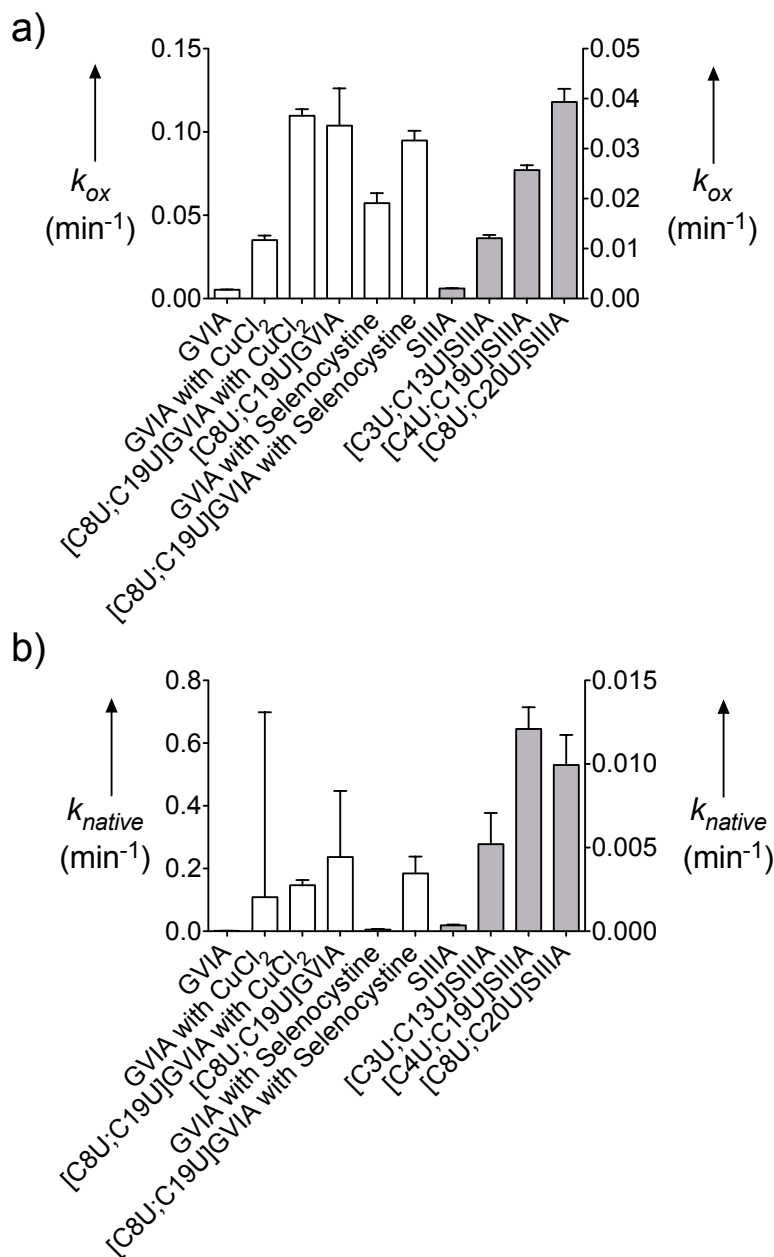 a)
0.15
0.10
0.05
0.00
k_ox
(min⁻¹)
0.05
0.04
0.03
0.02
0.01
0.00
k_ox
(min⁻¹)
GVIA
GVIA with CuCl₂
[C8U;C19U]GVIA with CuCl₂
[C8U;C19U]GVIA
GVIA with Selenocystine
[C8U;C19U]GVIA with Selenocystine
SIIIA
[C3U;C13U]SIIIA
[C4U;C19U]SIIIA
[C8U;C20U]SIIIA
b)
0.8
0.6
0.4
0.2
0.0
k_native
(min⁻¹)
0.015
0.010
0.005
0.000
k_native
(min⁻¹)
GVIA
GVIA with CuCl₂
[C8U;C19U]GVIA with CuCl₂
[C8U;C19U]GVIA
GVIA with Selenocystine
[C8U;C19U]GVIA with Selenocystine
SIIIA
[C3U;C13U]SIIIA
[C4U;C19U]SIIIA
[C8U;C20U]SIIIA